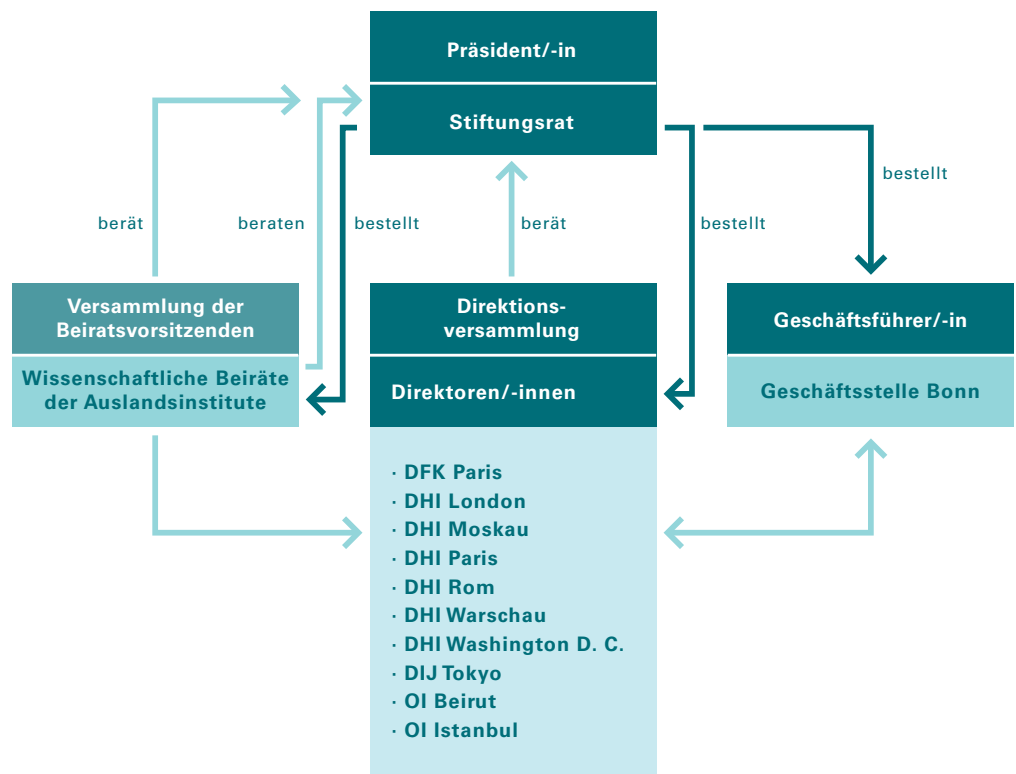 Präsident/-in
Stiftungsrat
bestellt
berät
beraten
bestellt
berät
bestellt
Versammlung der
Beiratsvorsitzenden
Wissenschaftliche Beiräte
der Auslandsinstitute
Direktions-
versammlung
Direktoren/-innen
Geschäftsführer/-in
Geschäftsstelle Bonn
· DFK Paris
· DHI London
· DHI Moskau
· DHI Paris
· DHI Rom
· DHI Warschau
· DHI Washington D. C.
· DIJ Tokyo
· OI Beirut
· OI Istanbul